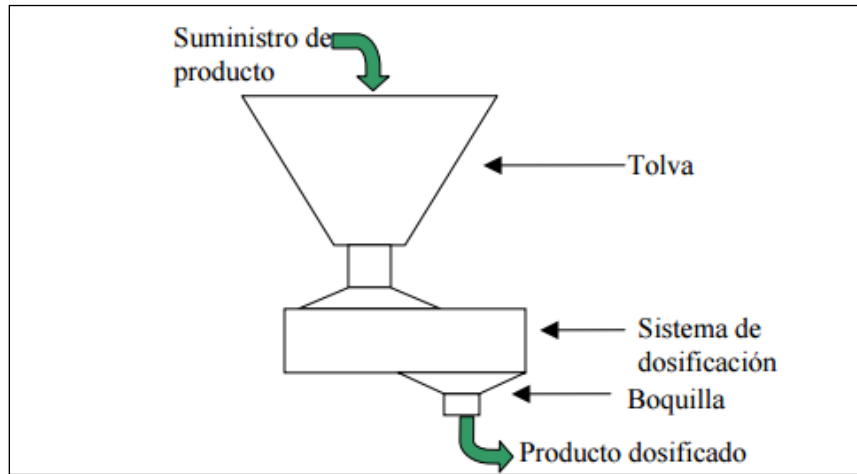 Suministro de
producto
Tolva
Sistema de
dosificación
Boquilla
Producto dosificado